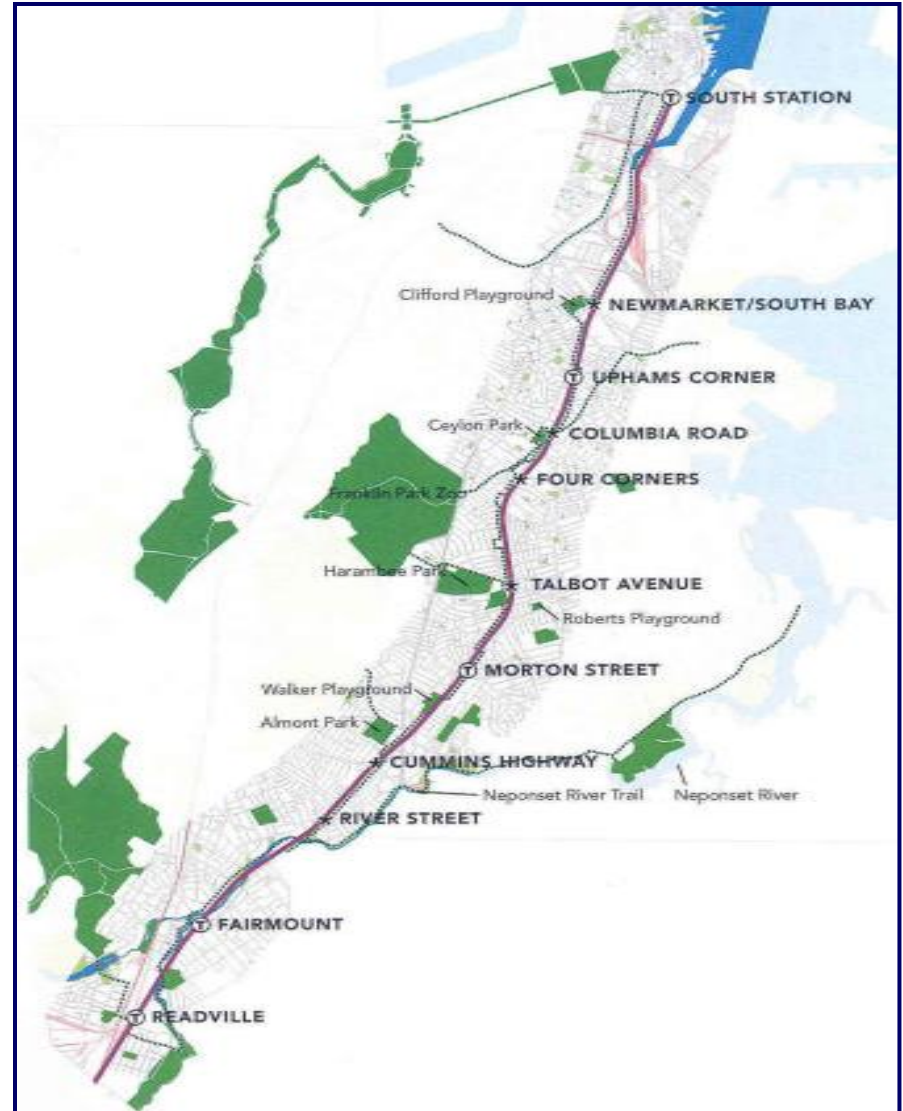 T SOUTH STATION
Clifford Playground
NEWMARKET/SOUTH BAY
T UPHAMS CORNER
Ceylon Park
COLUMBIA ROAD
FOUR CORNERS
Franklin Park Zoo
Harambee Park
TALBOT AVENUE
Roberts Playground
T MORTON STREET
Walker Playground
Almont Park
CUMMINS HIGHWAY
Neponset River Trail
Neponset River
RIVER STREET
T FAIRMOUNT
T READVILLE